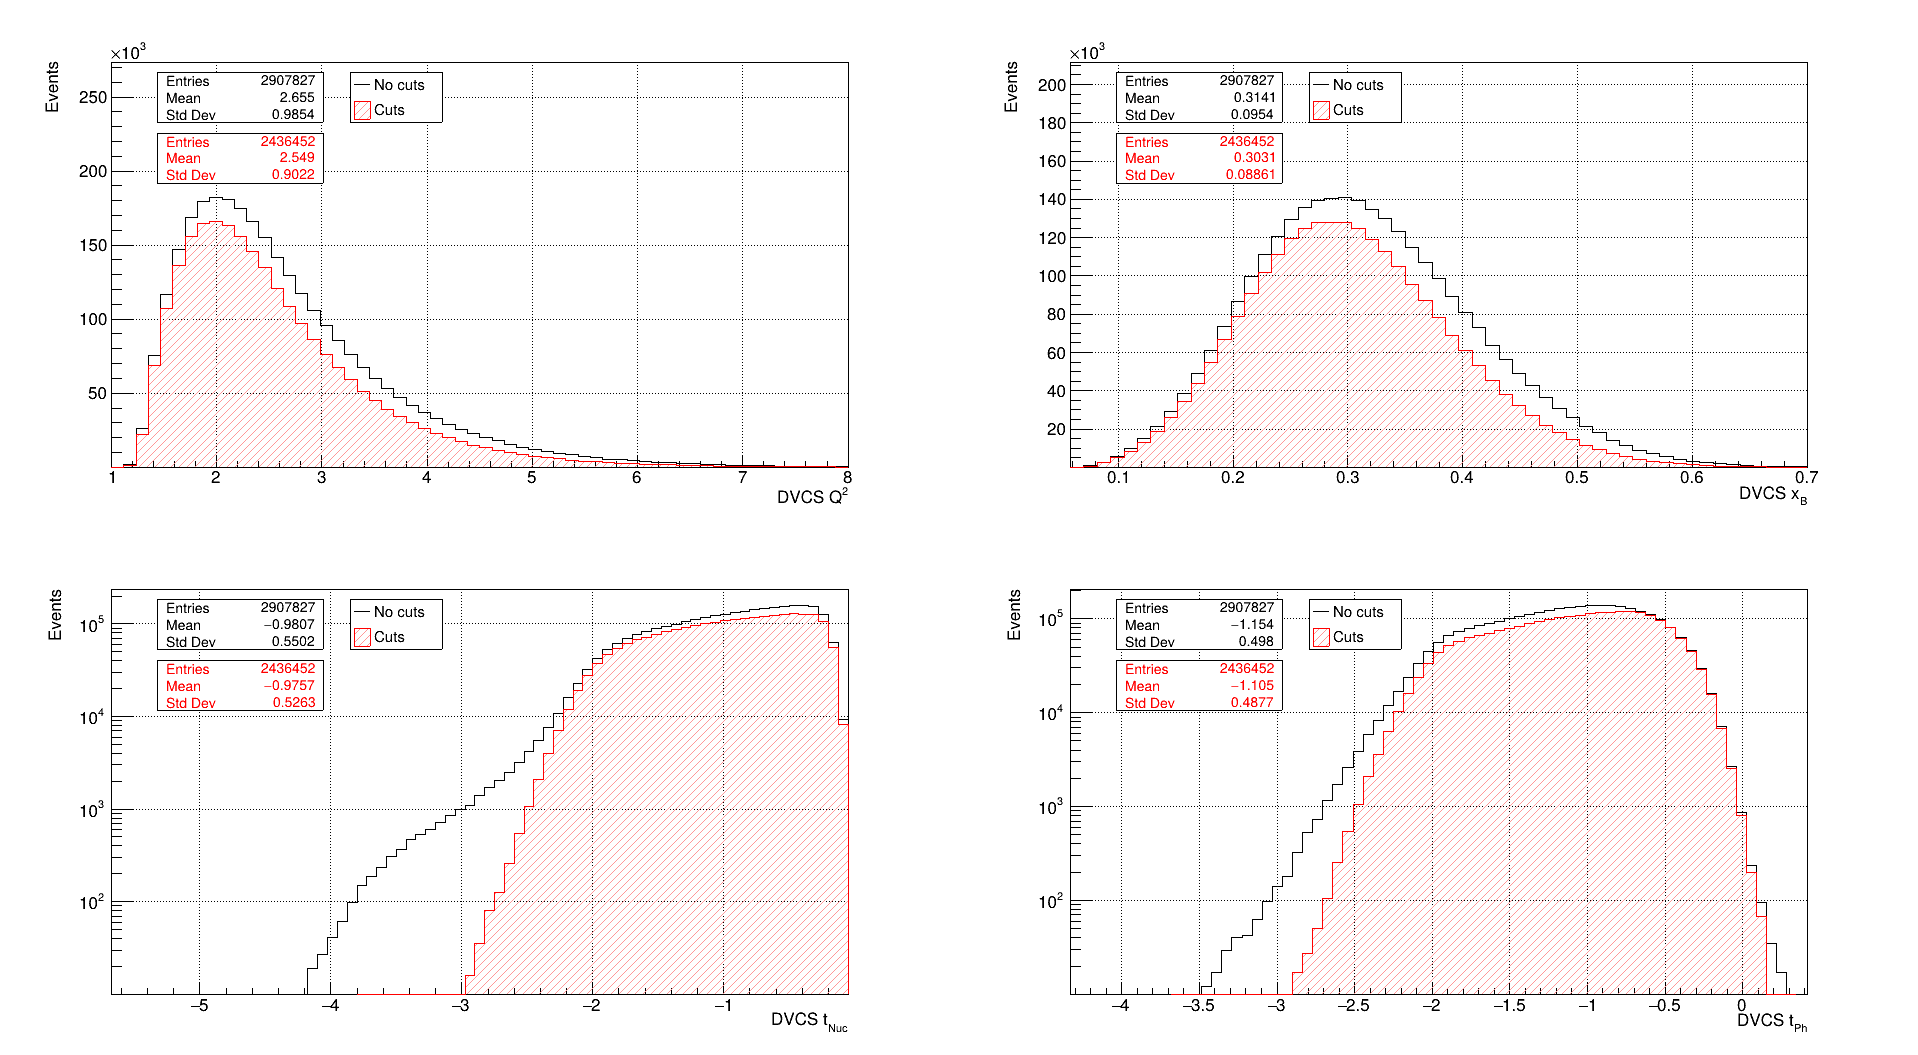 ×10³
Events
Entries 2907827
Mean 2.655
Std Dev 0.9854
Entries 2436452
Mean 2.549
Std Dev 0.9022
No cuts
Cuts
250
200
150
100
50
1 2 3 4 5 6 7 8
DVCS Q²
×10³
Events
Entries 2907827
Mean 0.3141
Std Dev 0.0954
Entries 2436452
Mean 0.3031
Std Dev 0.08861
No cuts
Cuts
200
180
160
140
120
100
80
60
40
20
0.1 0.2 0.3 0.4 0.5 0.6 0.7
DVCS x_B
Events
Entries 2907827
Mean −0.9807
Std Dev 0.5502
Entries 2436452
Mean −0.9757
Std Dev 0.5263
No cuts
Cuts
10⁵
10⁴
10³
10²
−5 −4 −3 −2 −1
DVCS t_Nuc
Events
Entries 2907827
Mean −1.154
Std Dev 0.498
Entries 2436452
Mean −1.105
Std Dev 0.4877
No cuts
Cuts
10⁵
10⁴
10³
10²
−4 −3.5 −3 −2.5 −2 −1.5 −1 −0.5 0
DVCS t_Ph